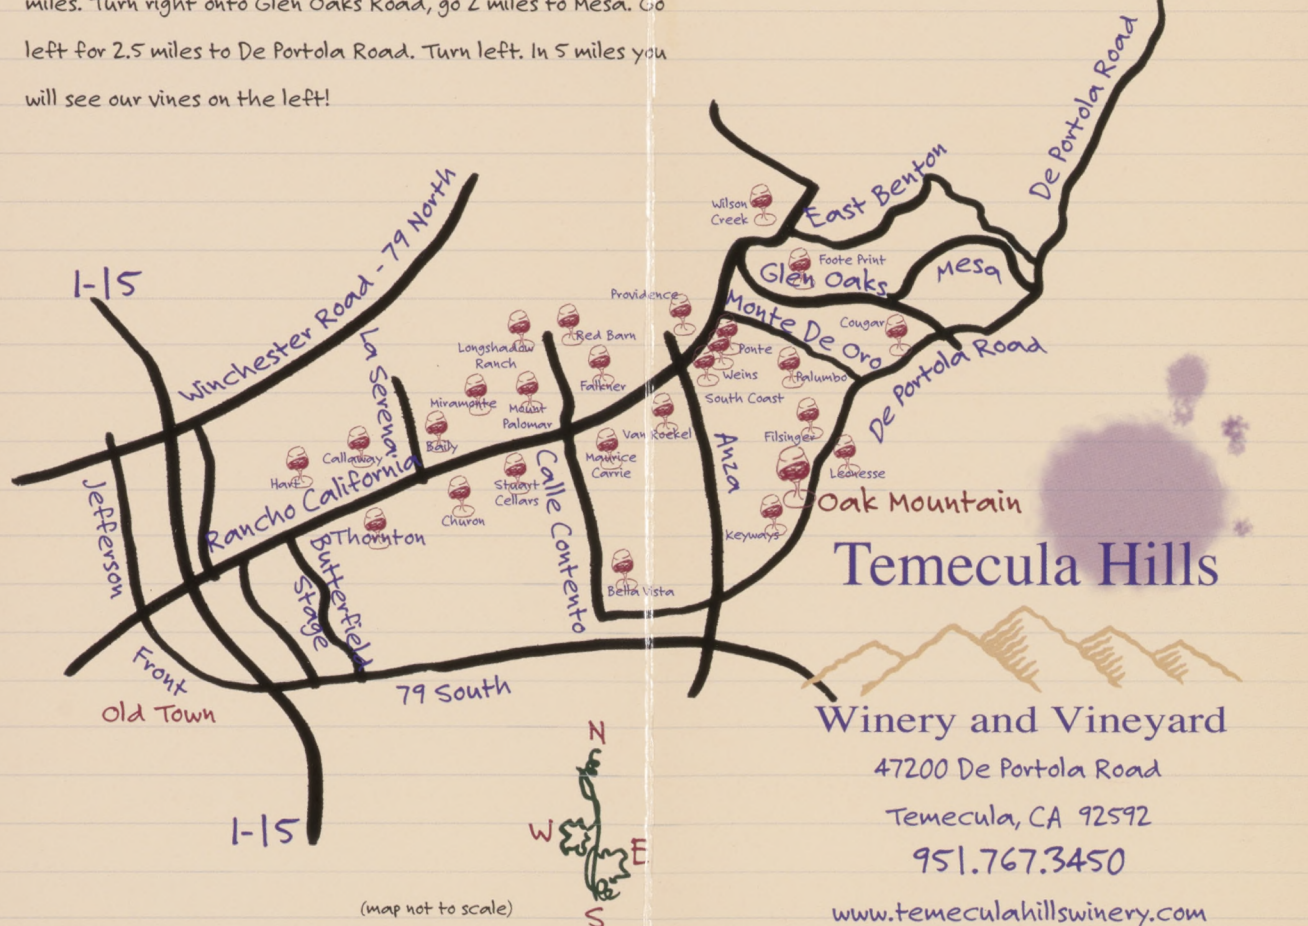 miles. Turn right onto Glen Oaks Road, go 2 miles to Mesa. Go
left for 2.5 miles to De Portola Road. Turn left. In 5 miles you
will see our vines on the left!
De Portola Road
Winchester Road - 79 North
I-15
East Benton
Wilson
Creek
Foote Print
Glen Oaks
Mesa
Providence
Monte De Oro
Cougar
De Portola Road
La Serena
Longshadow
Ranch
Red Barn
Falkner
Ponte
Weins
Palumbo
South Coast
Miramonte
Mount
Palomar
Baily
Van Roekel
Filsinger
Callaway
Hart
Maurice
Carrie
Anza
Leonesse
Rancho California
Stuart
Cellars
Calle Contento
Churon
Oak Mountain
Jefferson
Thornton
Keyways
Butterfield
Stage
Bella Vista
Temecula Hills
Front
Old Town
79 South
Winery and Vineyard
47200 De Portola Road
Temecula, CA 92592
951.767.3450
www.temeculahillswinery.com
N
W
E
S
I-15
(map not to scale)